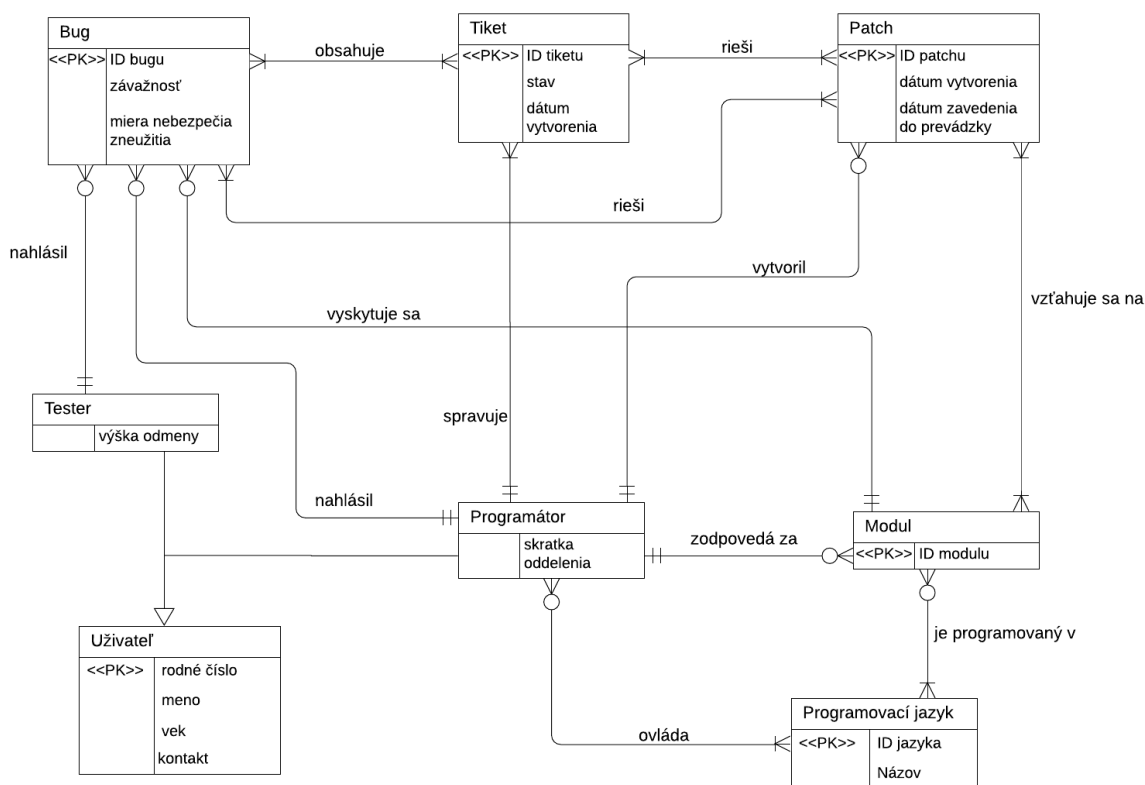 Bug
<<PK>> ID bugu
závažnosť
miera nebezpečia
zneužitia
obsahuje
Tiket
<<PK>> ID tiketu
stav
dátum
vytvorenia
rieši
Patch
<<PK>> ID patchu
dátum vytvorenia
dátum zavedenia
do prevádzky
rieši
nahlásil
vytvoril
vzťahuje sa na
vyskytuje sa
Tester
výška odmeny
spravuje
nahlásil
Programátor
skratka
oddelenia
zodpovedá za
Modul
<<PK>> ID modulu
je programovaný v
Uživateľ
<<PK>> rodné číslo
meno
vek
kontakt
ovláda
Programovací jazyk
<<PK>> ID jazyka
Názov